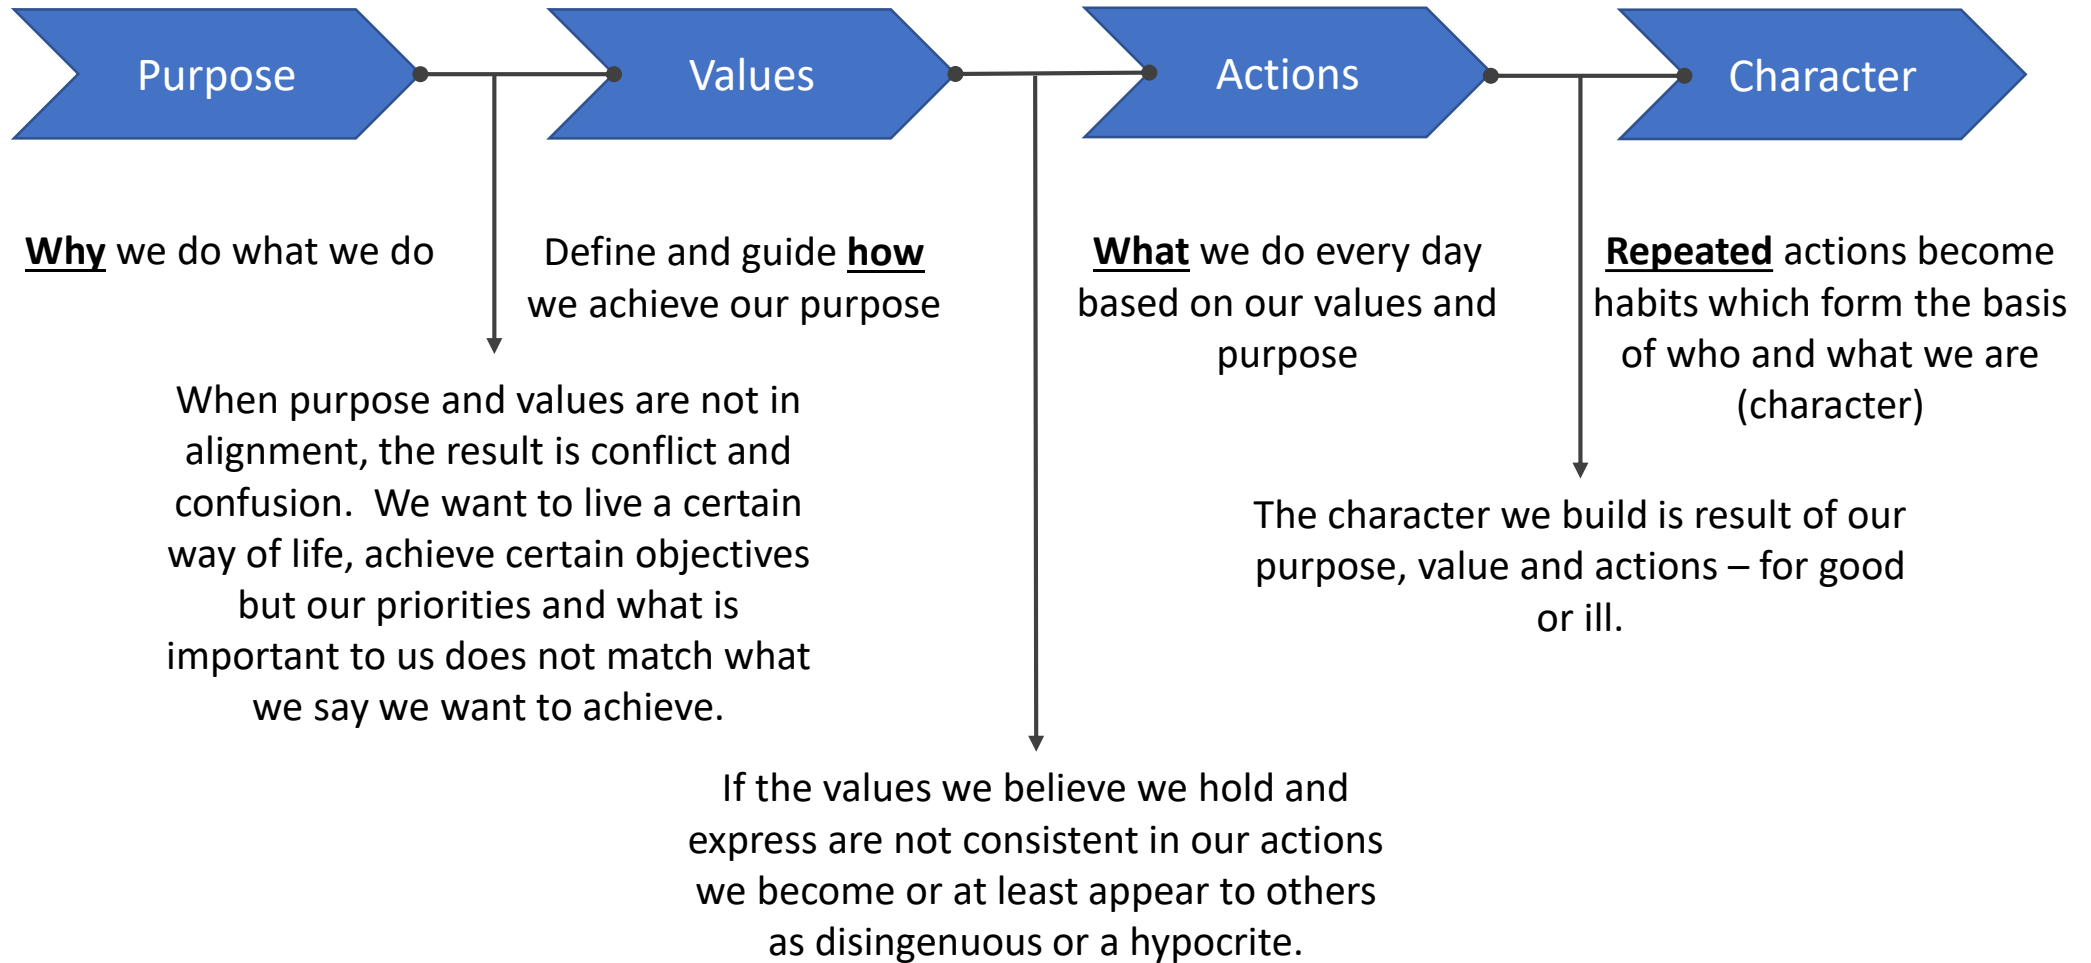 Purpose
Values
Actions
Character
Why we do what we do
Define and guide how
we achieve our purpose
What we do every day
based on our values and
purpose
Repeated actions become
habits which form the basis
of who and what we are
(character)
When purpose and values are not in
alignment, the result is conflict and
confusion.  We want to live a certain
way of life, achieve certain objectives
but our priorities and what is
important to us does not match what
we say we want to achieve.
If the values we believe we hold and
express are not consistent in our actions
we become or at least appear to others
as disingenuous or a hypocrite.
The character we build is result of our
purpose, value and actions – for good
or ill.